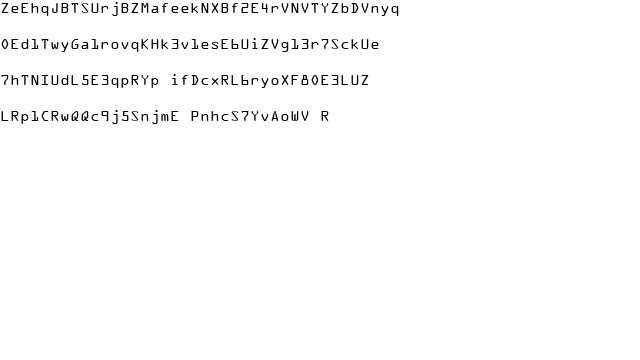 ZeEhqJBTSUrjBZMafeekNXBf2E4rVNVTYZbDVnyq
0Ed1TwyGa1rovqKHk3v1esE6UiZVg13r7SckUe
7hTNIUdL5E3qpRYp ifDcxRL6ryoXF80E3LUZ
LRp1CRwQQc9j5SnjmE PnhcS7YvAoWV R